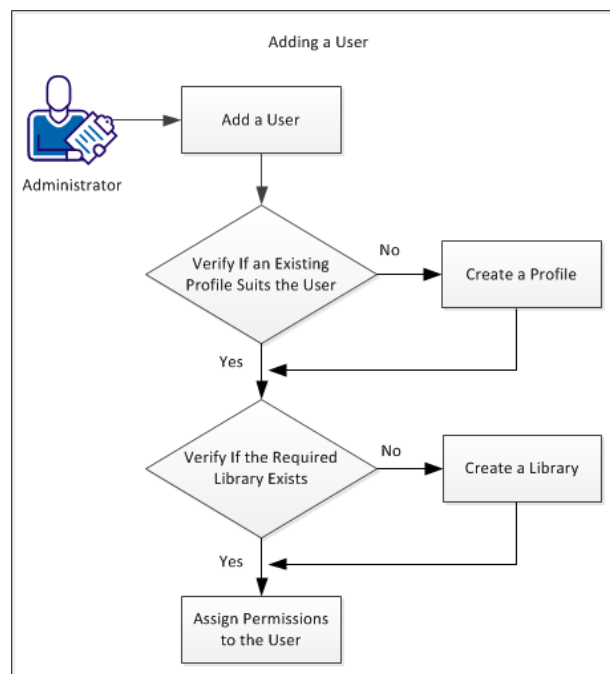 Adding a User
Add a User
Administrator
Verify If an Existing
Profile Suits the User
No
Create a Profile
Yes
Verify If the Required
Library Exists
No
Create a Library
Yes
Assign Permissions
to the User